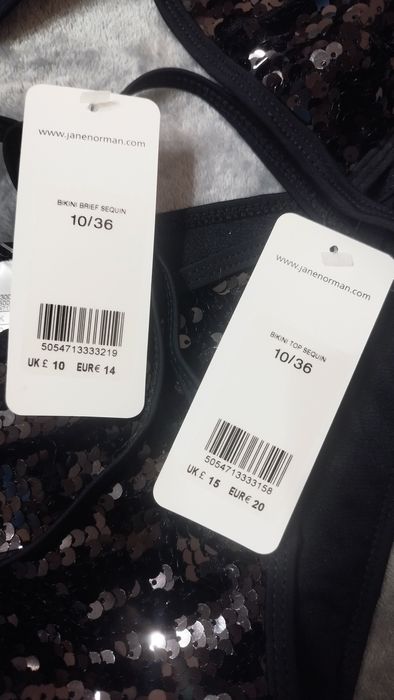 www.janenorman.com
BIKINI BRIEF SEQUIN
10/36
5054713333219
UK £ 10 EUR€ 14
www.janenorman.com
BIKINI TOP SEQUIN
10/36
5054713333158
UK £ 15 EUR€ 20